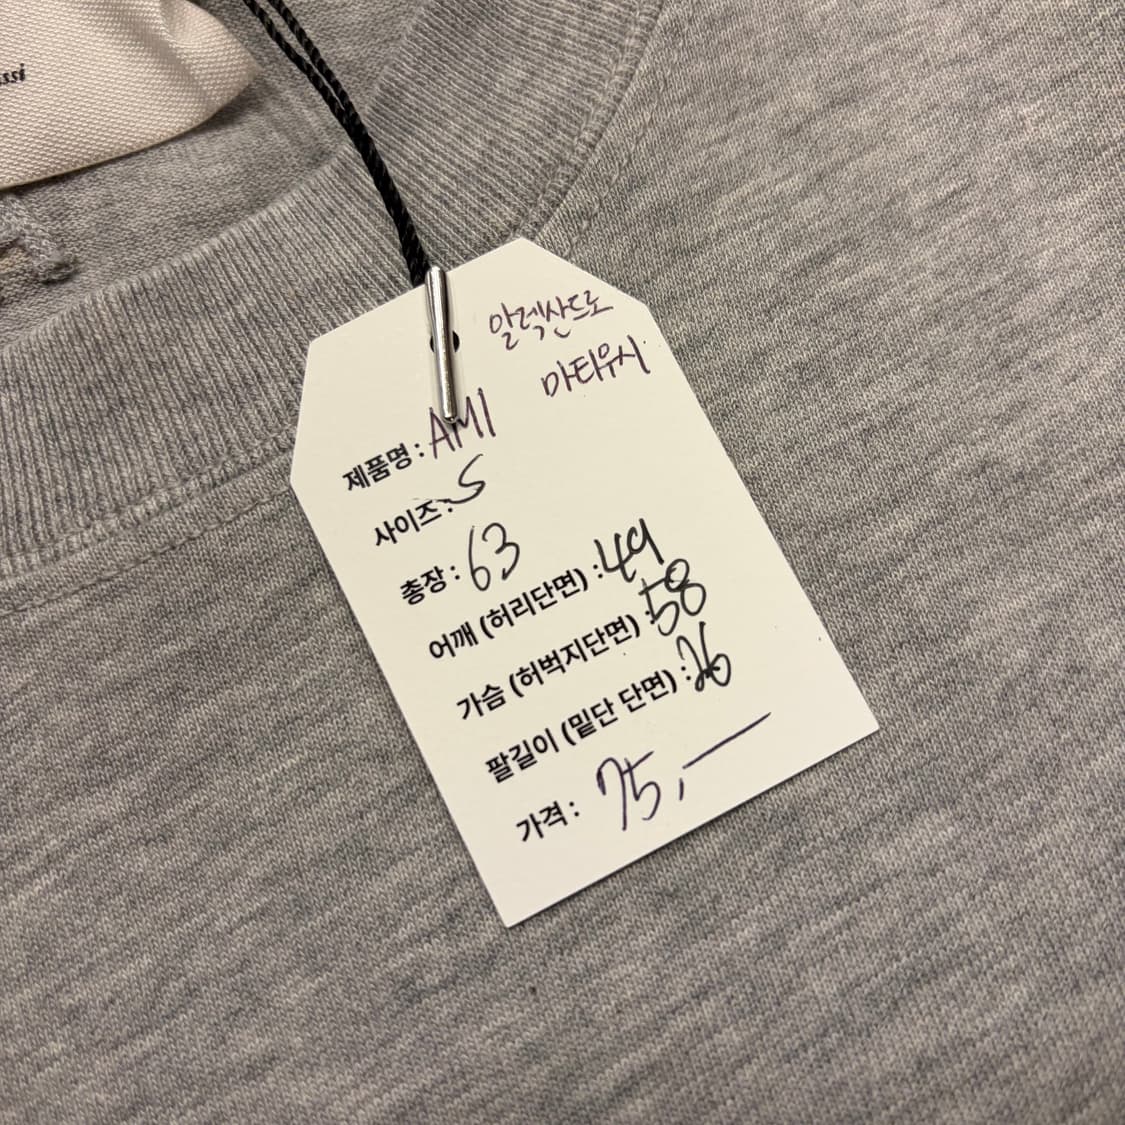 ssi
알렉산드로
마티유시
제품명 : AMI
사이즈 : S
총장 : 63
어깨 (허리단면) : 49
가슴 (허벅지단면) : 58
팔길이 (밑단 단면) : 26
가격 : 75,—